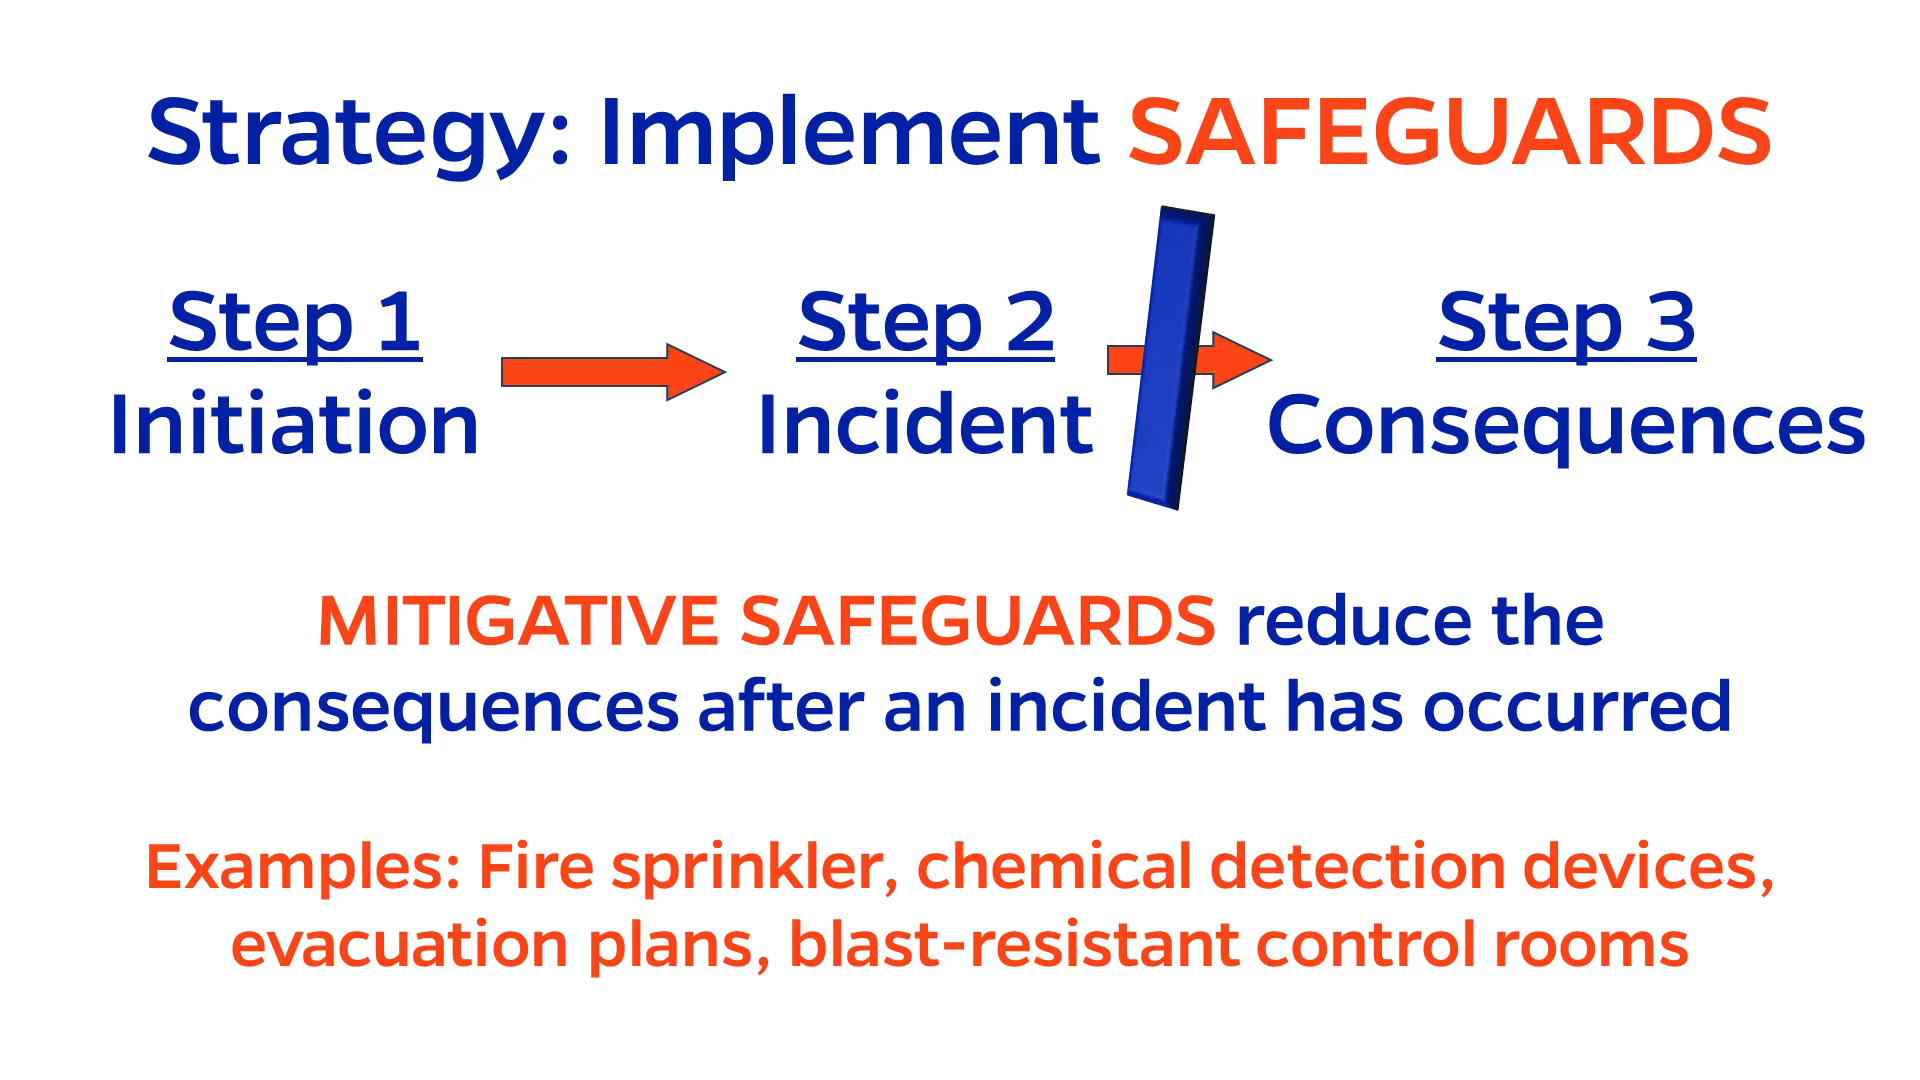 Strategy: Implement SAFEGUARDS
Step 1
Initiation
Step 2
Incident
Step 3
Consequences
MITIGATIVE SAFEGUARDS reduce the
consequences after an incident has occurred
Examples: Fire sprinkler, chemical detection devices,
evacuation plans, blast-resistant control rooms